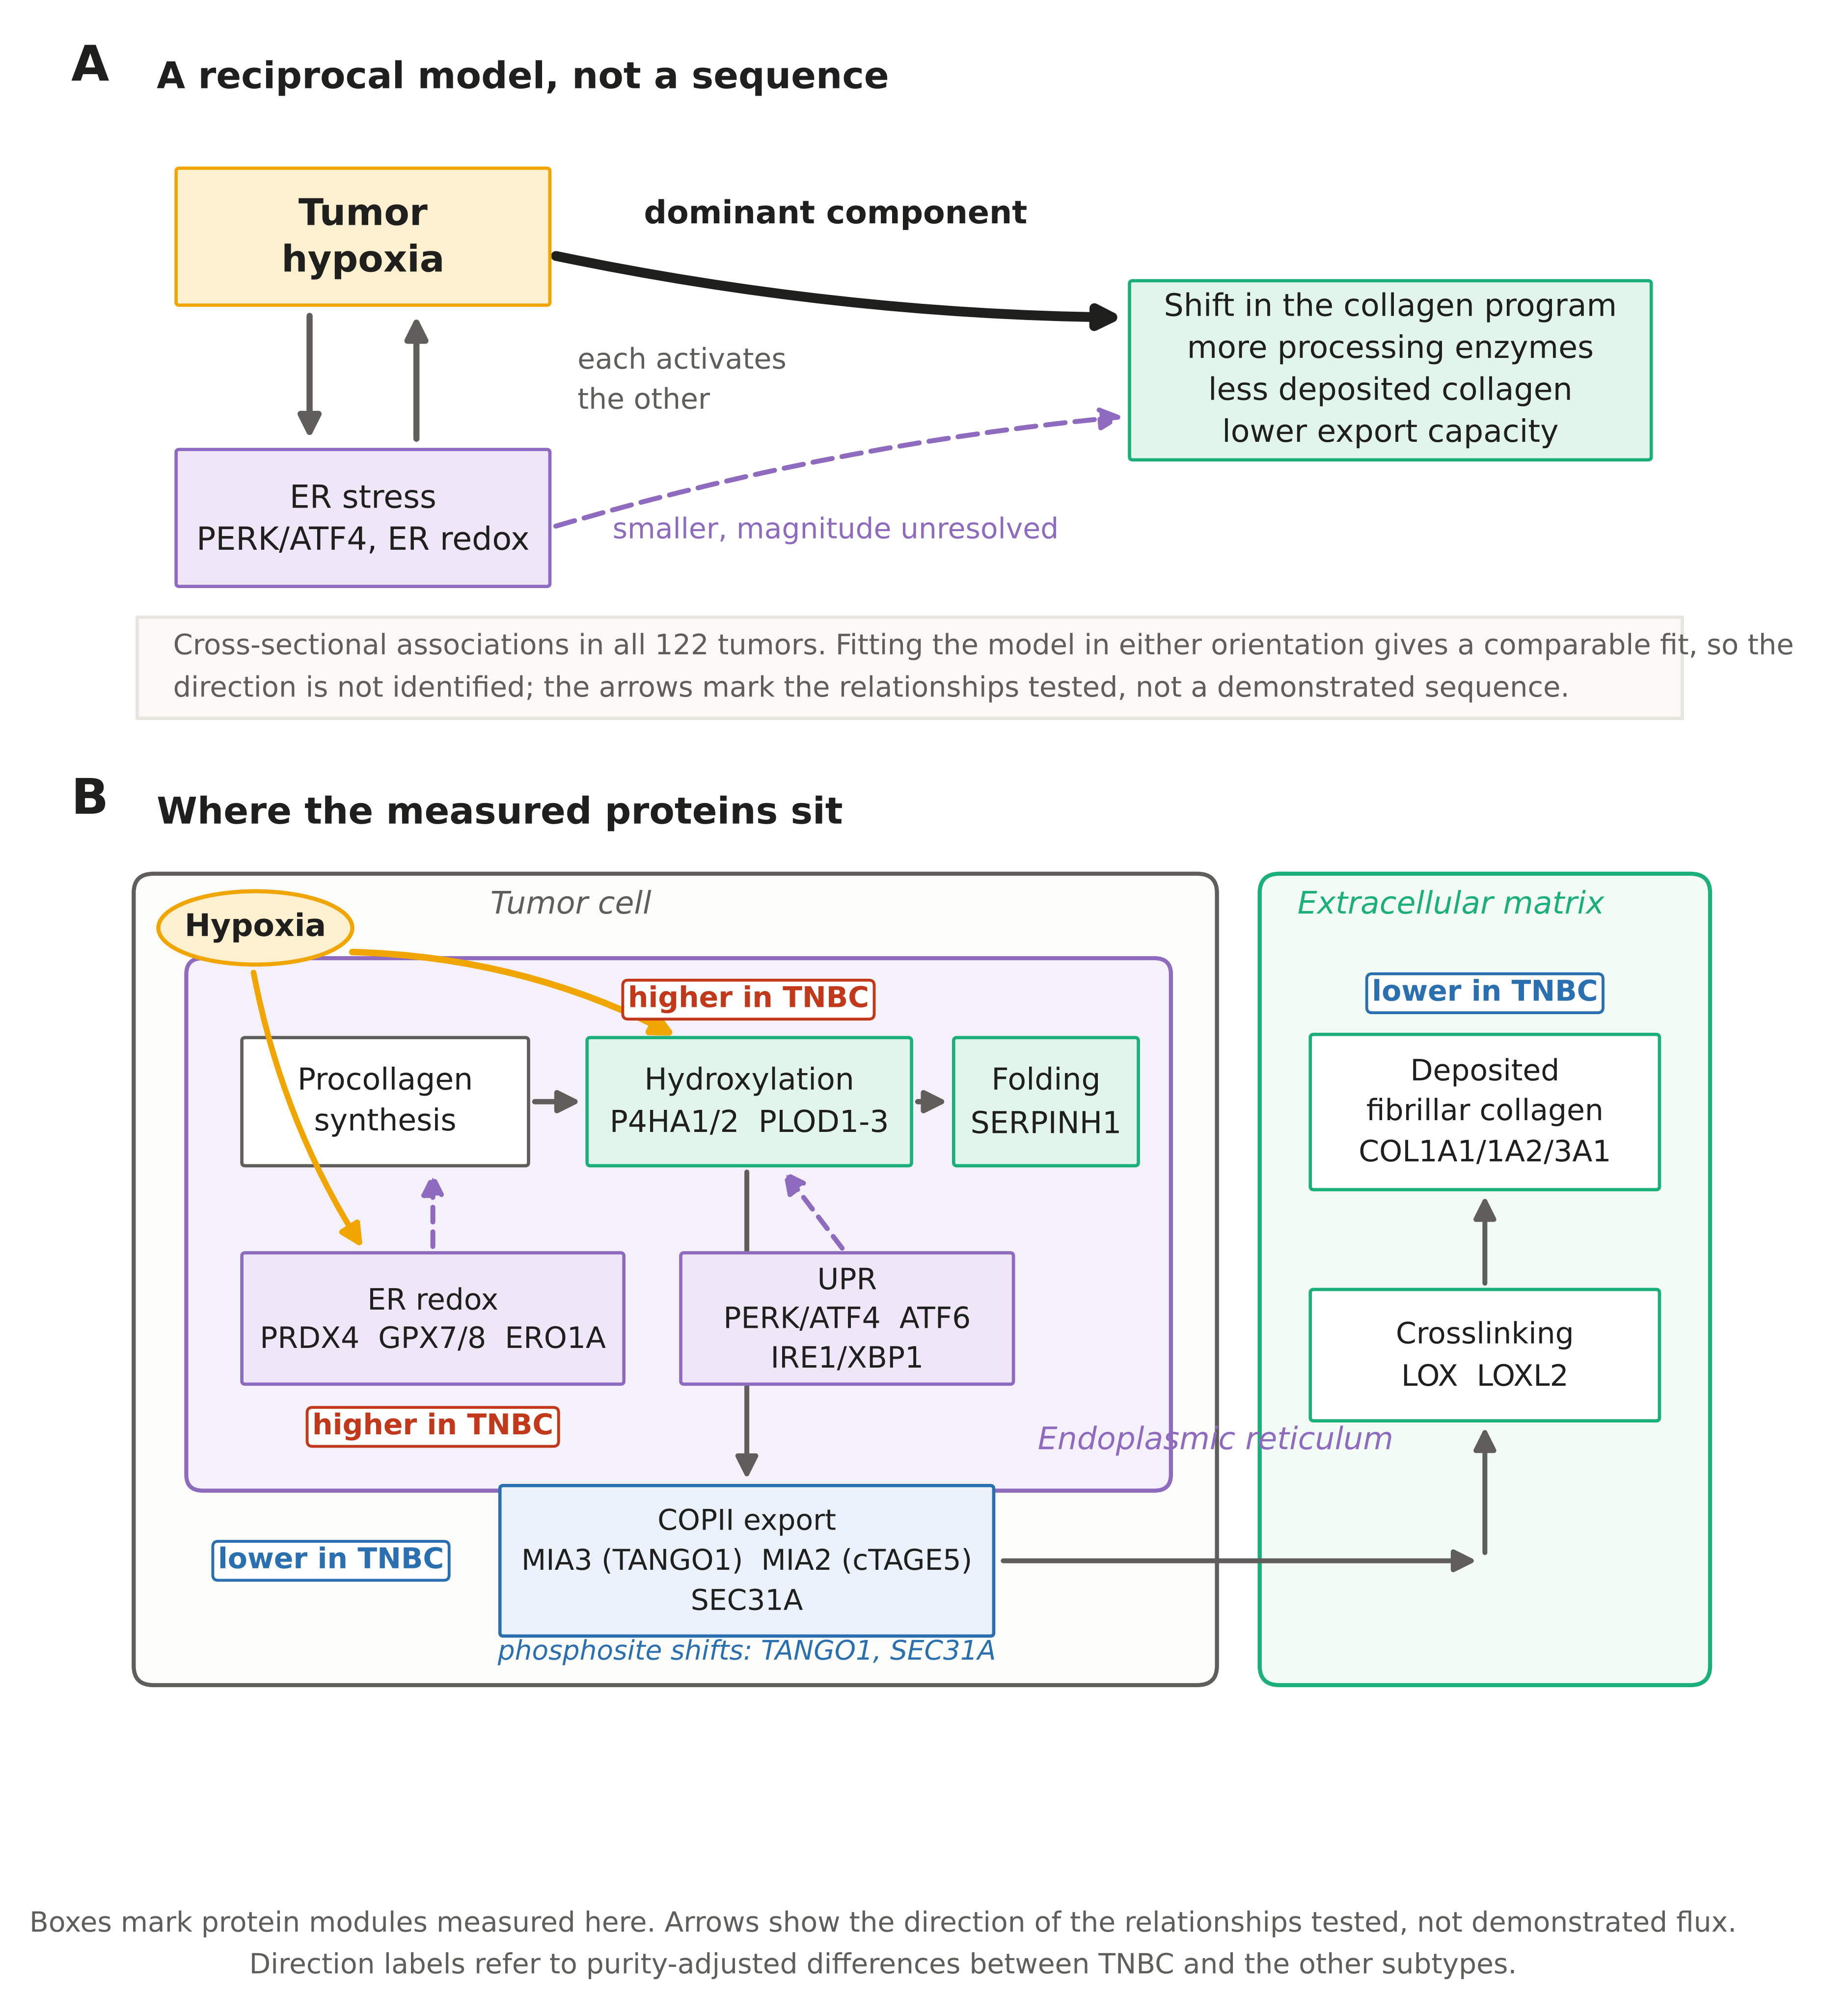 A
A reciprocal model, not a sequence
Tumor
hypoxia
dominant component
Shift in the collagen program
more processing enzymes
less deposited collagen
lower export capacity
each activates
the other
ER stress
PERK/ATF4, ER redox
smaller, magnitude unresolved
Cross-sectional associations in all 122 tumors. Fitting the model in either orientation gives a comparable fit, so the
direction is not identified; the arrows mark the relationships tested, not a demonstrated sequence.
B
Where the measured proteins sit
Tumor cell
Extracellular matrix
Hypoxia
higher in TNBC
lower in TNBC
Procollagen
synthesis
Hydroxylation
P4HA1/2 PLOD1-3
Folding
SERPINH1
Deposited
fibrillar collagen
COL1A1/1A2/3A1
ER redox
PRDX4 GPX7/8 ERO1A
UPR
PERK/ATF4 ATF6
IRE1/XBP1
Crosslinking
LOX LOXL2
higher in TNBC
Endoplasmic reticulum
lower in TNBC
COPII export
MIA3 (TANGO1) MIA2 (cTAGE5)
SEC31A
phosphosite shifts: TANGO1, SEC31A
Boxes mark protein modules measured here. Arrows show the direction of the relationships tested, not demonstrated flux.
Direction labels refer to purity-adjusted differences between TNBC and the other subtypes.